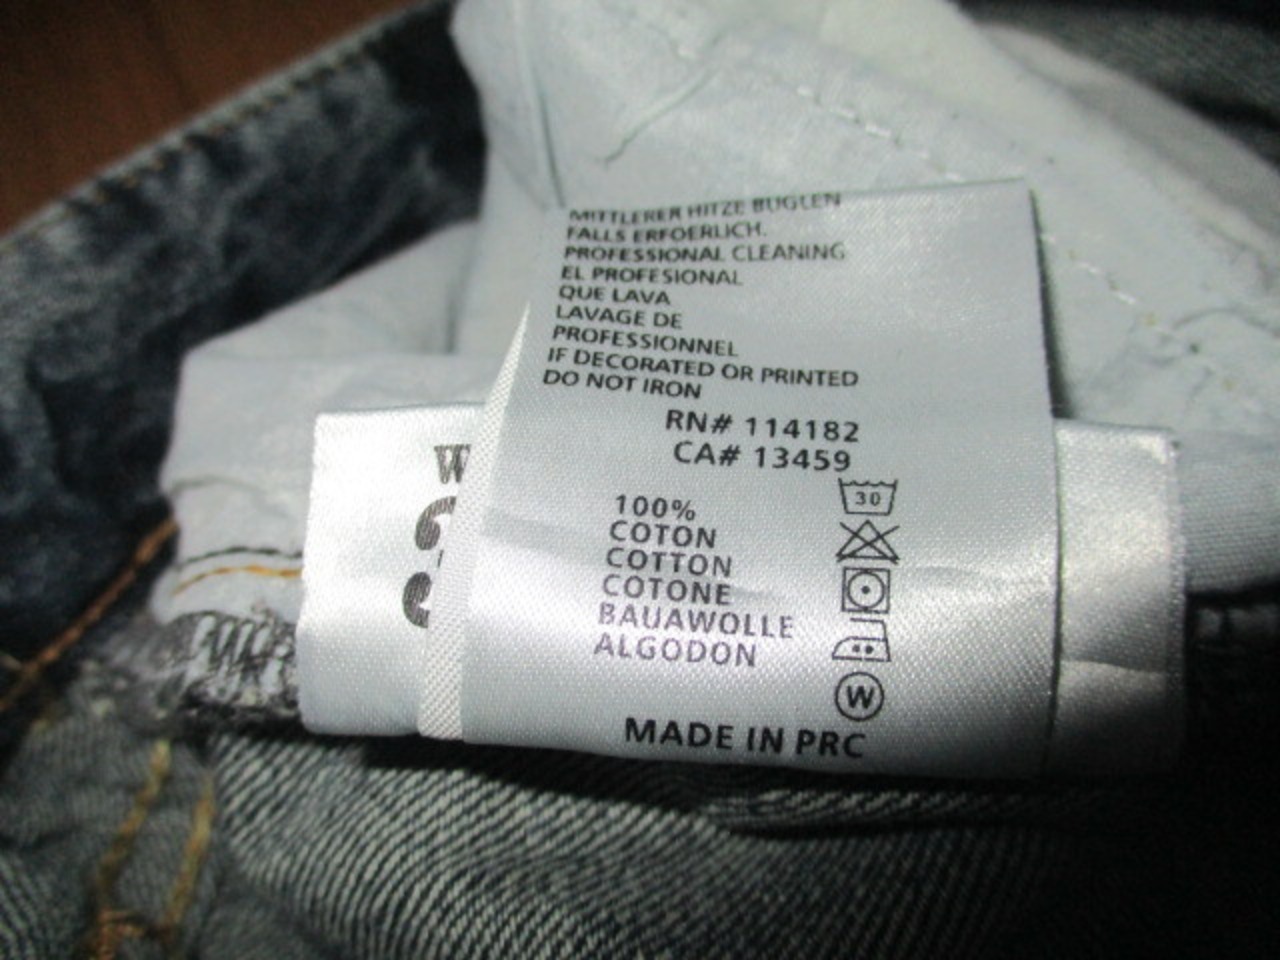 MITTLERER HITZE BUGLEN
FALLS ERFOERLICH.
PROFESSIONAL CLEANING
EL PROFESIONAL
QUE LAVA
LAVAGE DE
PROFESSIONNEL
IF DECORATED OR PRINTED
DO NOT IRON
RN# 114182
CA# 13459
30
100%
COTON
COTTON
COTONE
BAUAWOLLE
ALGODON
W
MADE IN PRC
W